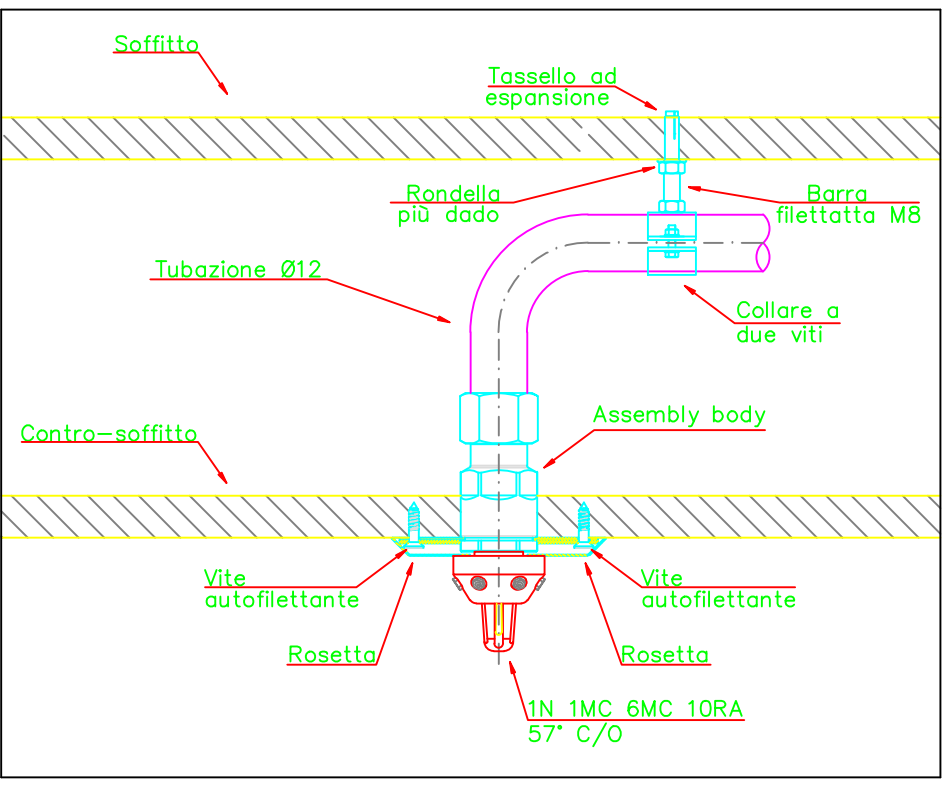 Soffitto
Tassello ad
espansione
Rondella
più dado
Barra
filettatta M8
Tubazione Ø12
Collare a
due viti
Assembly body
Contro-soffitto
Vite
autofilettante
Vite
autofilettante
Rosetta
Rosetta
1N 1MC 6MC 10RA
57° C/O